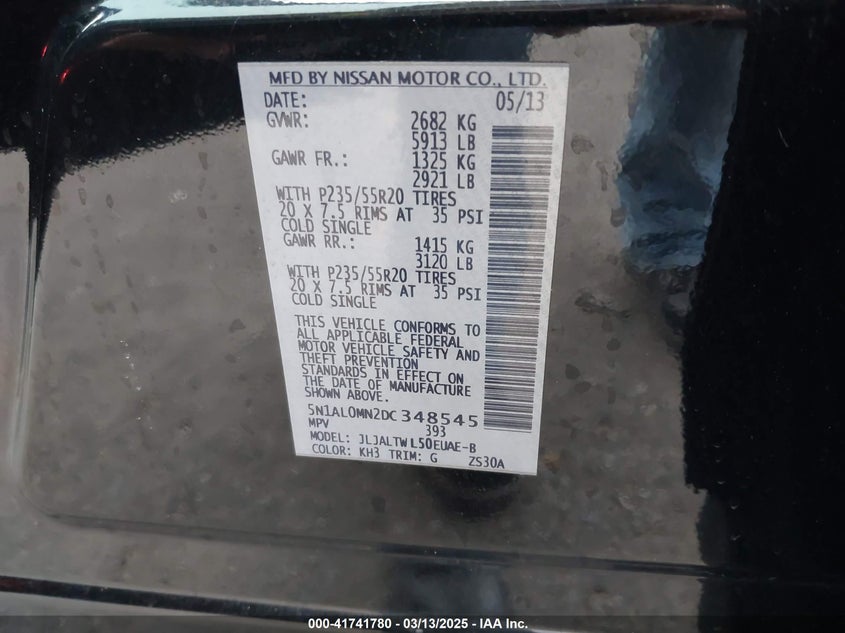 MFD BY NISSAN MOTOR CO., LTD.
DATE: 05/13
GVWR: 2682 KG
5913 LB
GAWR FR.: 1325 KG
2921 LB
WITH P235/55R20 TIRES
20 X 7.5 RIMS AT 35 PSI
COLD SINGLE
GAWR RR.: 1415 KG
3120 LB
WITH P235/55R20 TIRES
20 X 7.5 RIMS AT 35 PSI
COLD SINGLE
THIS VEHICLE CONFORMS TO
ALL APPLICABLE FEDERAL
MOTOR VEHICLE SAFETY AND
THEFT PREVENTION
STANDARDS IN EFFECT ON
THE DATE OF MANUFACTURE
SHOWN ABOVE.
5N1AL0MN2DC348545
MPV 393
MODEL: JLJALTWL50EUAE-B
COLOR: KH3 TRIM: G ZS30A
000-41741780 - 03/13/2025 - IAA Inc.